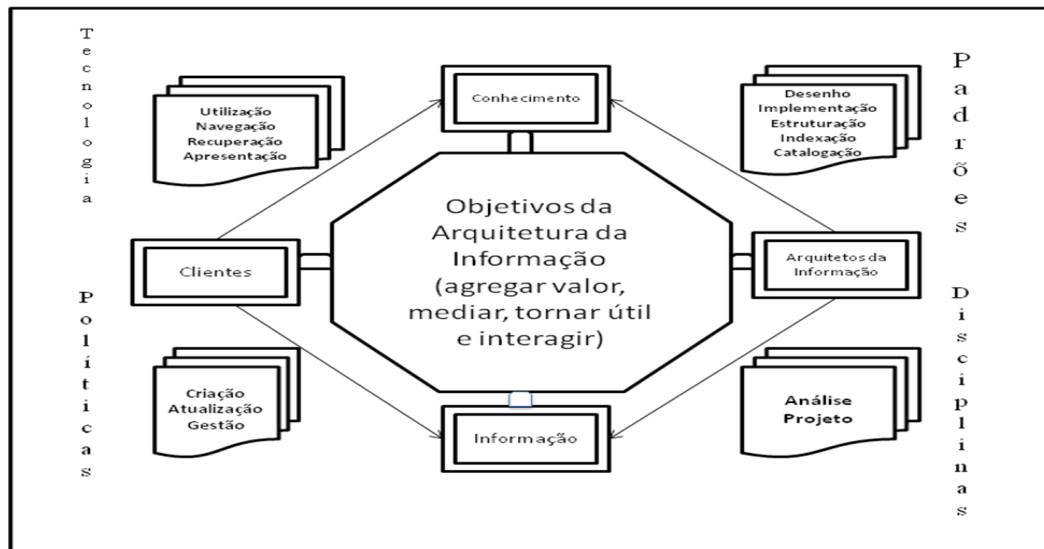 Tecnologia
Utilização
Navegação
Recuperação
Apresentação
Conhecimento
Desenho
Implementação
Estruturação
Indexação
Catalogação
Padrões
Clientes
Objetivos da
Arquitetura da
Informação
(agregar valor,
mediar, tornar útil
e interagir)
Arquitetos da
Informação
Políticas
Criação
Atualização
Gestão
Informação
Análise
Projeto
Disciplinas